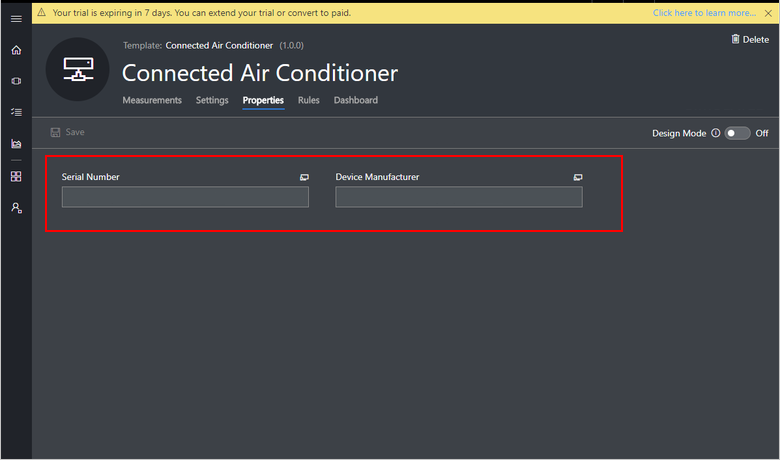 Your trial is expiring in 7 days. You can extend your trial or convert to paid. Click here to learn more...
Template: Connected Air Conditioner (1.0.0)
Delete
Connected Air Conditioner
Measurements Settings Properties Rules Dashboard
Save Design Mode Off
Serial Number Device Manufacturer